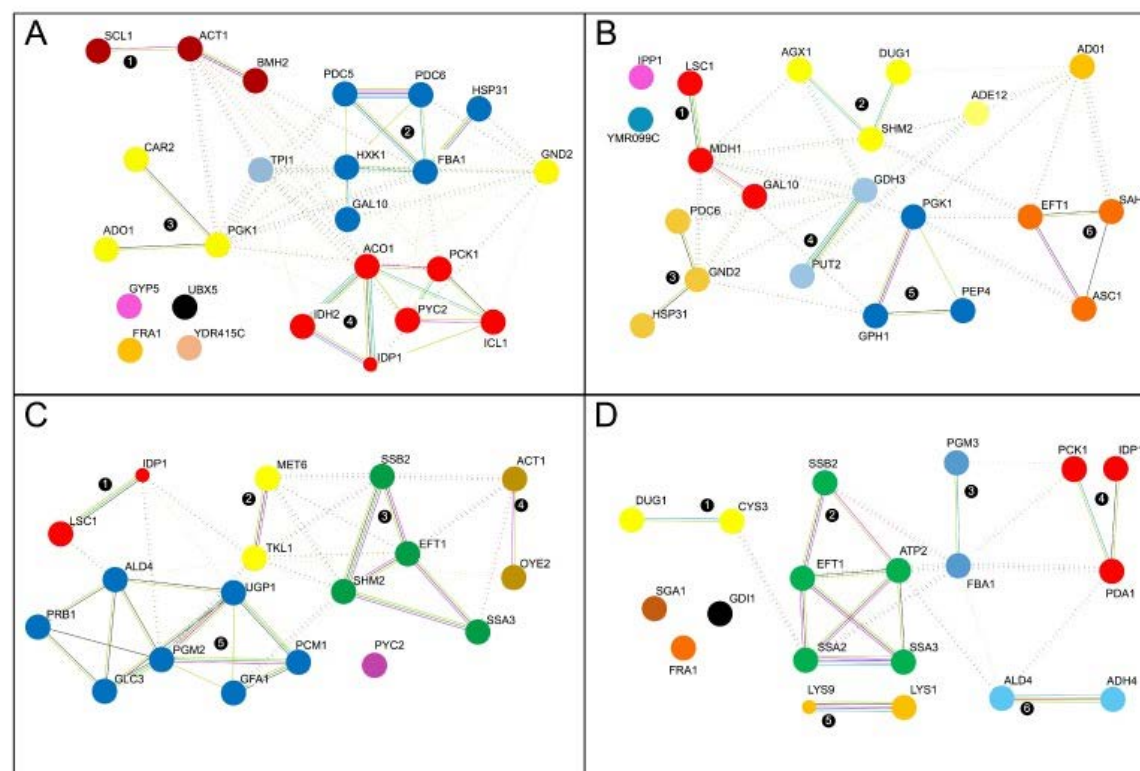 A
SCL1
ACT1
BMH2
1
PDC5
PDC6
HSP31
2
CAR2
TPI1
HXK1
FBA1
GND2
GAL10
3
ADO1
PGK1
ACO1
PCK1
GYP5
UBX5
IDH2
4
PYC2
ICL1
FRA1
YDR415C
IDP1
B
IPP1
LSC1
AGX1
DUG1
AD01
1
2
ADE12
YMR099C
SHM2
MDH1
GAL10
GDH3
PDC6
PGK1
EFT1
SAH
6
4
3
GND2
PUT2
5
PEP4
ASC1
HSP31
GPH1
C
IDP1
1
MET6
SSB2
ACT1
2
3
4
LSC1
TKL1
EFT1
ALD4
UGP1
SHM2
OYE2
PRB1
SSA3
5
PGM2
PCM1
PYC2
GLC3
GFA1
D
PGM3
PCK1
IDP1
SSB2
DUG1
1
CYS3
2
3
4
EFT1
ATP2
FBA1
PDA1
SGA1
GDI1
FRA1
SSA2
SSA3
LYS9
LYS1
ALD4
ADH4
5
6